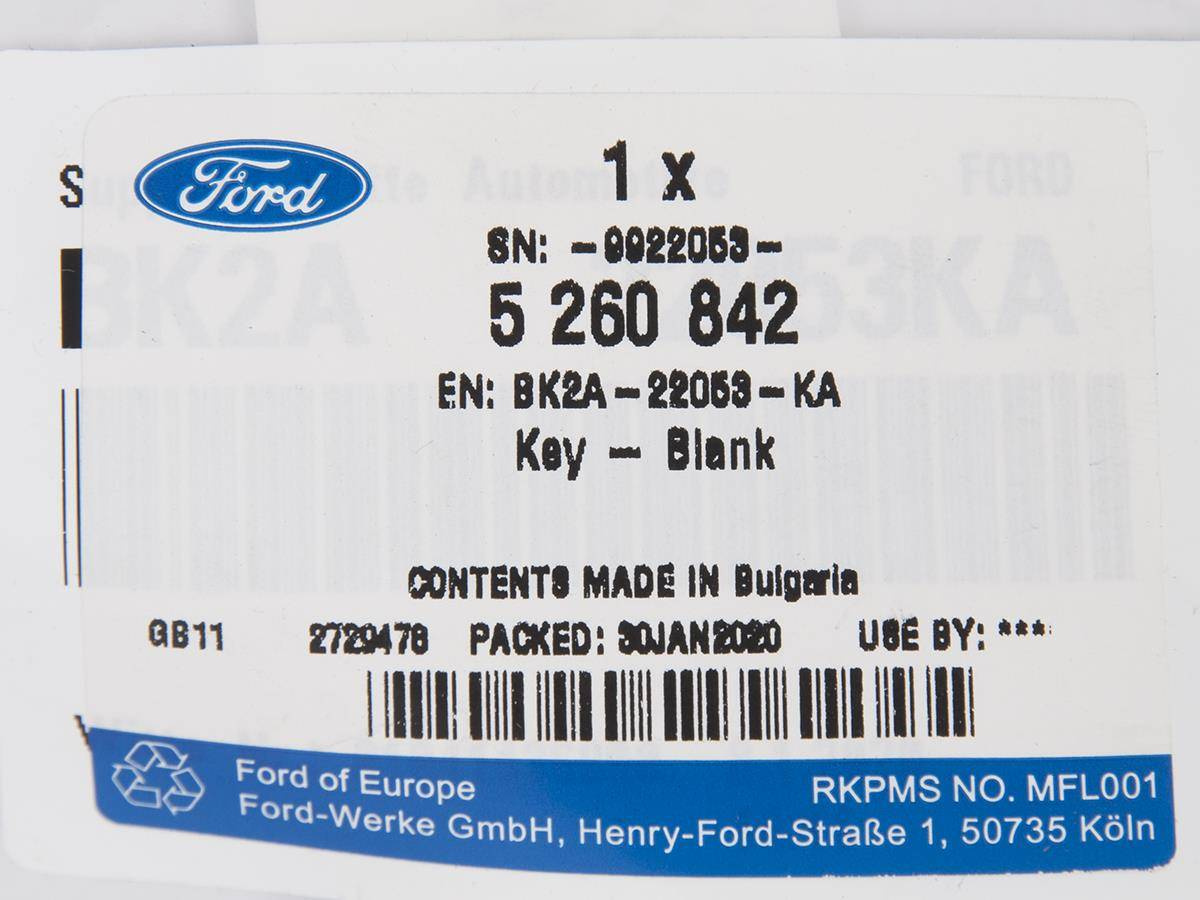 Ford
1 x
S
SN: -9922053-
BK2A 53KA
5 260 842
EN: BK2A-22053-KA
Key - Blank
CONTENTS MADE IN Bulgaria
GB11 2729478 PACKED: 30JAN2020 USE BY: ***
Ford of Europe RKPMS NO. MFL001
Ford-Werke GmbH, Henry-Ford-Straße 1, 50735 Köln